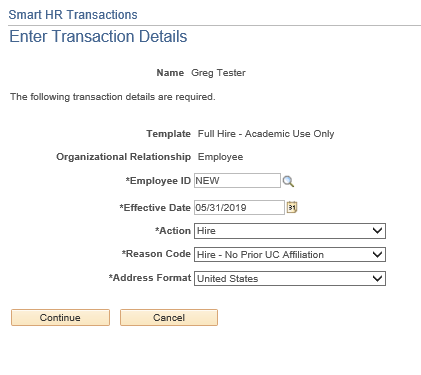 Smart HR Transactions
Enter Transaction Details
Name Greg Tester
The following transaction details are required.
Template Full Hire - Academic Use Only
Organizational Relationship Employee
*Employee ID NEW
*Effective Date 05/31/2019 31
*Action Hire
*Reason Code Hire - No Prior UC Affiliation
*Address Format United States
Continue Cancel